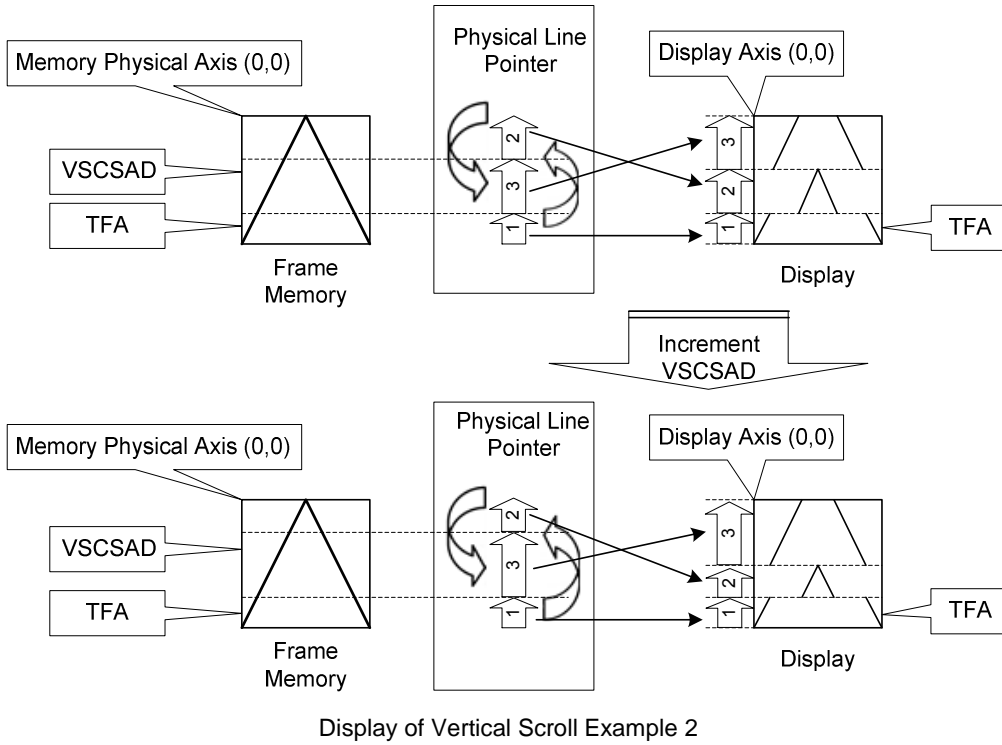 Physical Line
Pointer
Memory Physical Axis (0,0)
Display Axis (0,0)
VSCSAD
TFA
2
3
1
3
2
1
TFA
Frame
Memory
Display
Increment
VSCSAD
Physical Line
Pointer
Memory Physical Axis (0,0)
Display Axis (0,0)
VSCSAD
TFA
2
3
1
3
2
1
TFA
Frame
Memory
Display
Display of Vertical Scroll Example 2